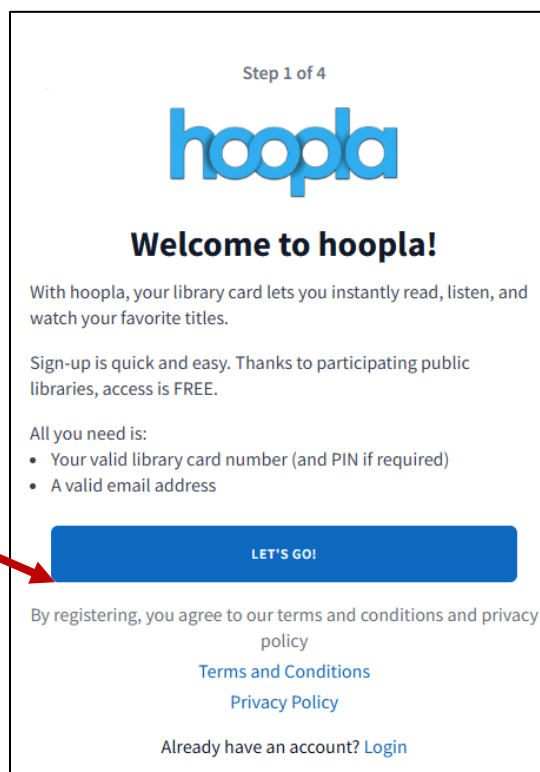 Step 1 of 4
hoopla
Welcome to hoopla!
With hoopla, your library card lets you instantly read, listen, and
watch your favorite titles.
Sign-up is quick and easy. Thanks to participating public
libraries, access is FREE.
All you need is:
• Your valid library card number (and PIN if required)
• A valid email address
LET'S GO!
By registering, you agree to our terms and conditions and privacy
policy
Terms and Conditions
Privacy Policy
Already have an account? Login